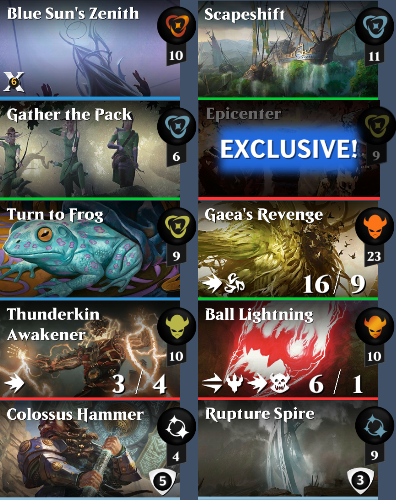 Blue Sun's Zenith
10
6
Scapeshift
11
Gather the Pack
6
Epicenter
EXCLUSIVE!
9
Turn to Frog
9
Gaea's Revenge
23
16 / 9
Thunderkin
Awakener
10
3 / 4
Ball Lightning
10
6 / 1
Colossus Hammer
4
5
Rupture Spire
9
3